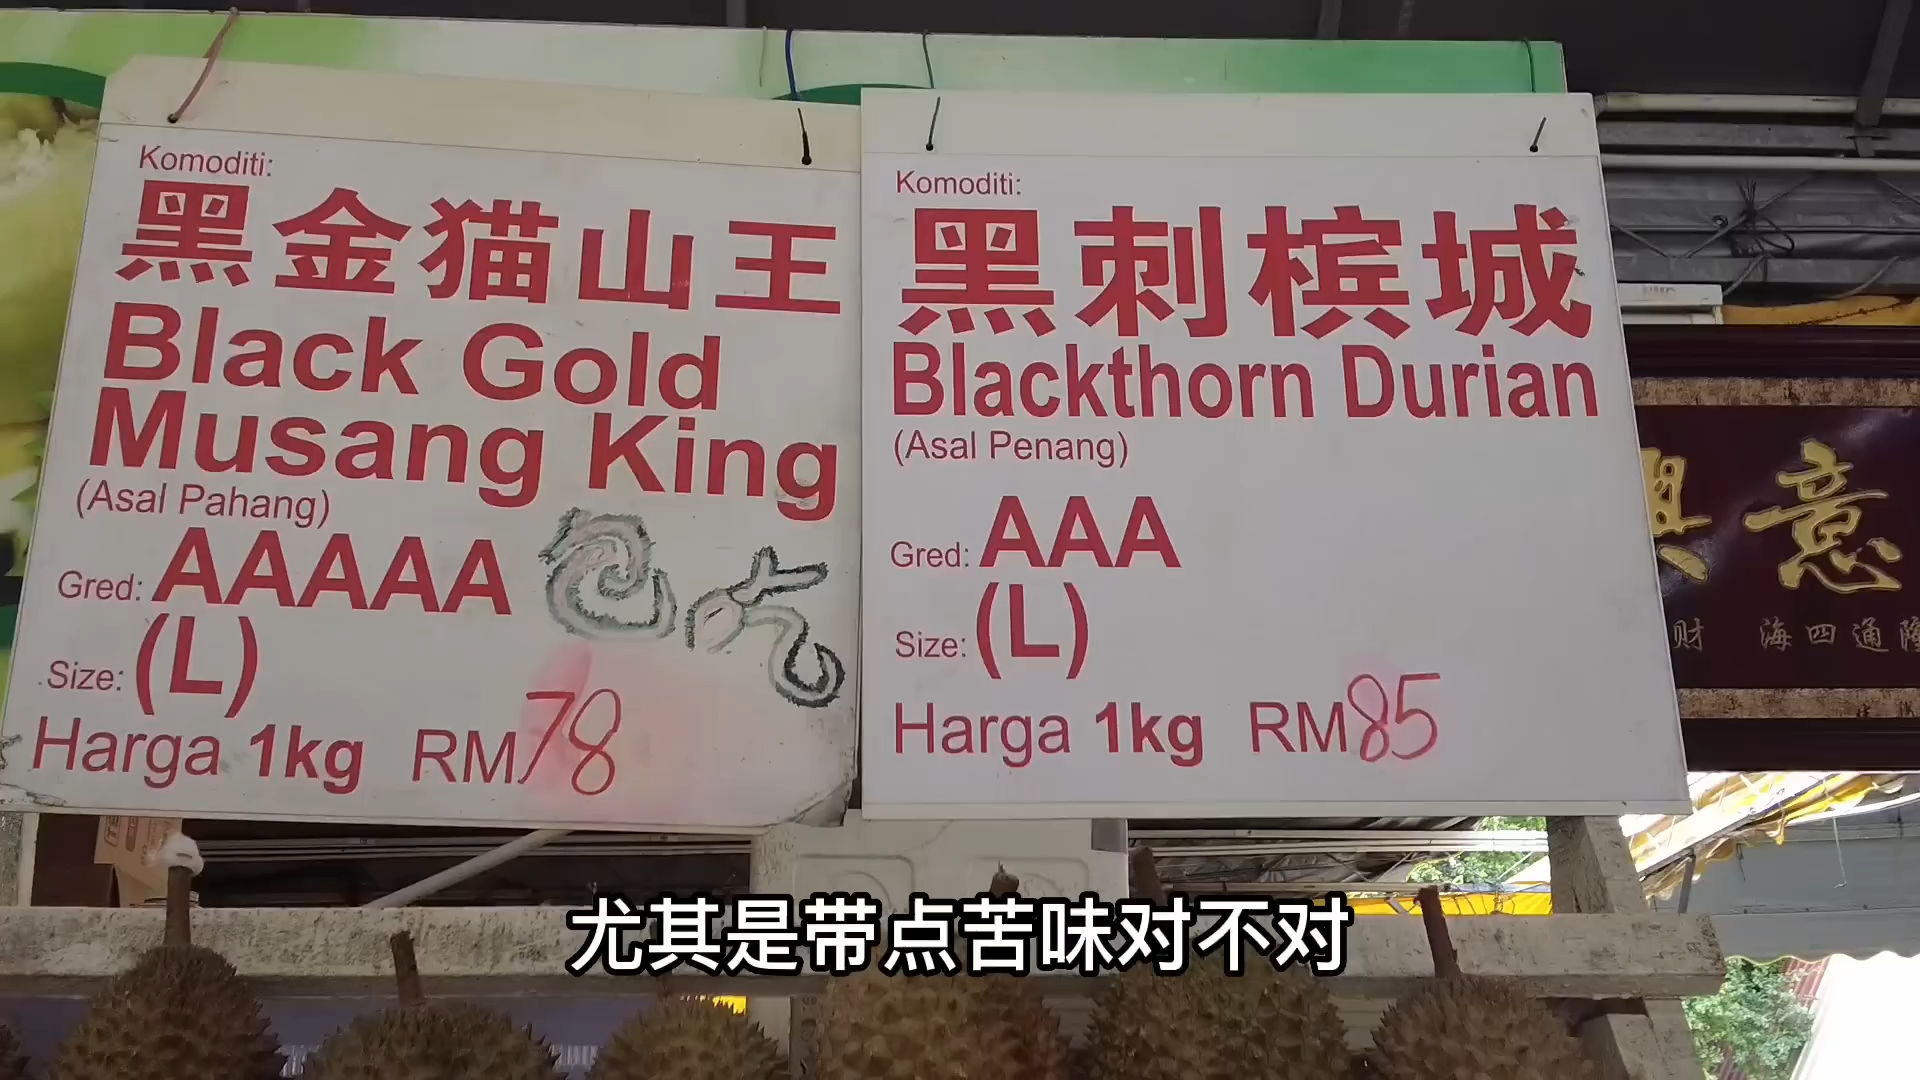 Komoditi:
黑金猫山王
Black Gold
Musang King
(Asal Pahang)
Gred: AAAAA
Size: (L)
Harga 1kg RM78
Komoditi:
黑刺槟城
Blackthorn Durian
(Asal Penang)
Gred: AAA
Size: (L)
Harga 1kg RM85
意
财 海四通
尤其是带点苦味对不对